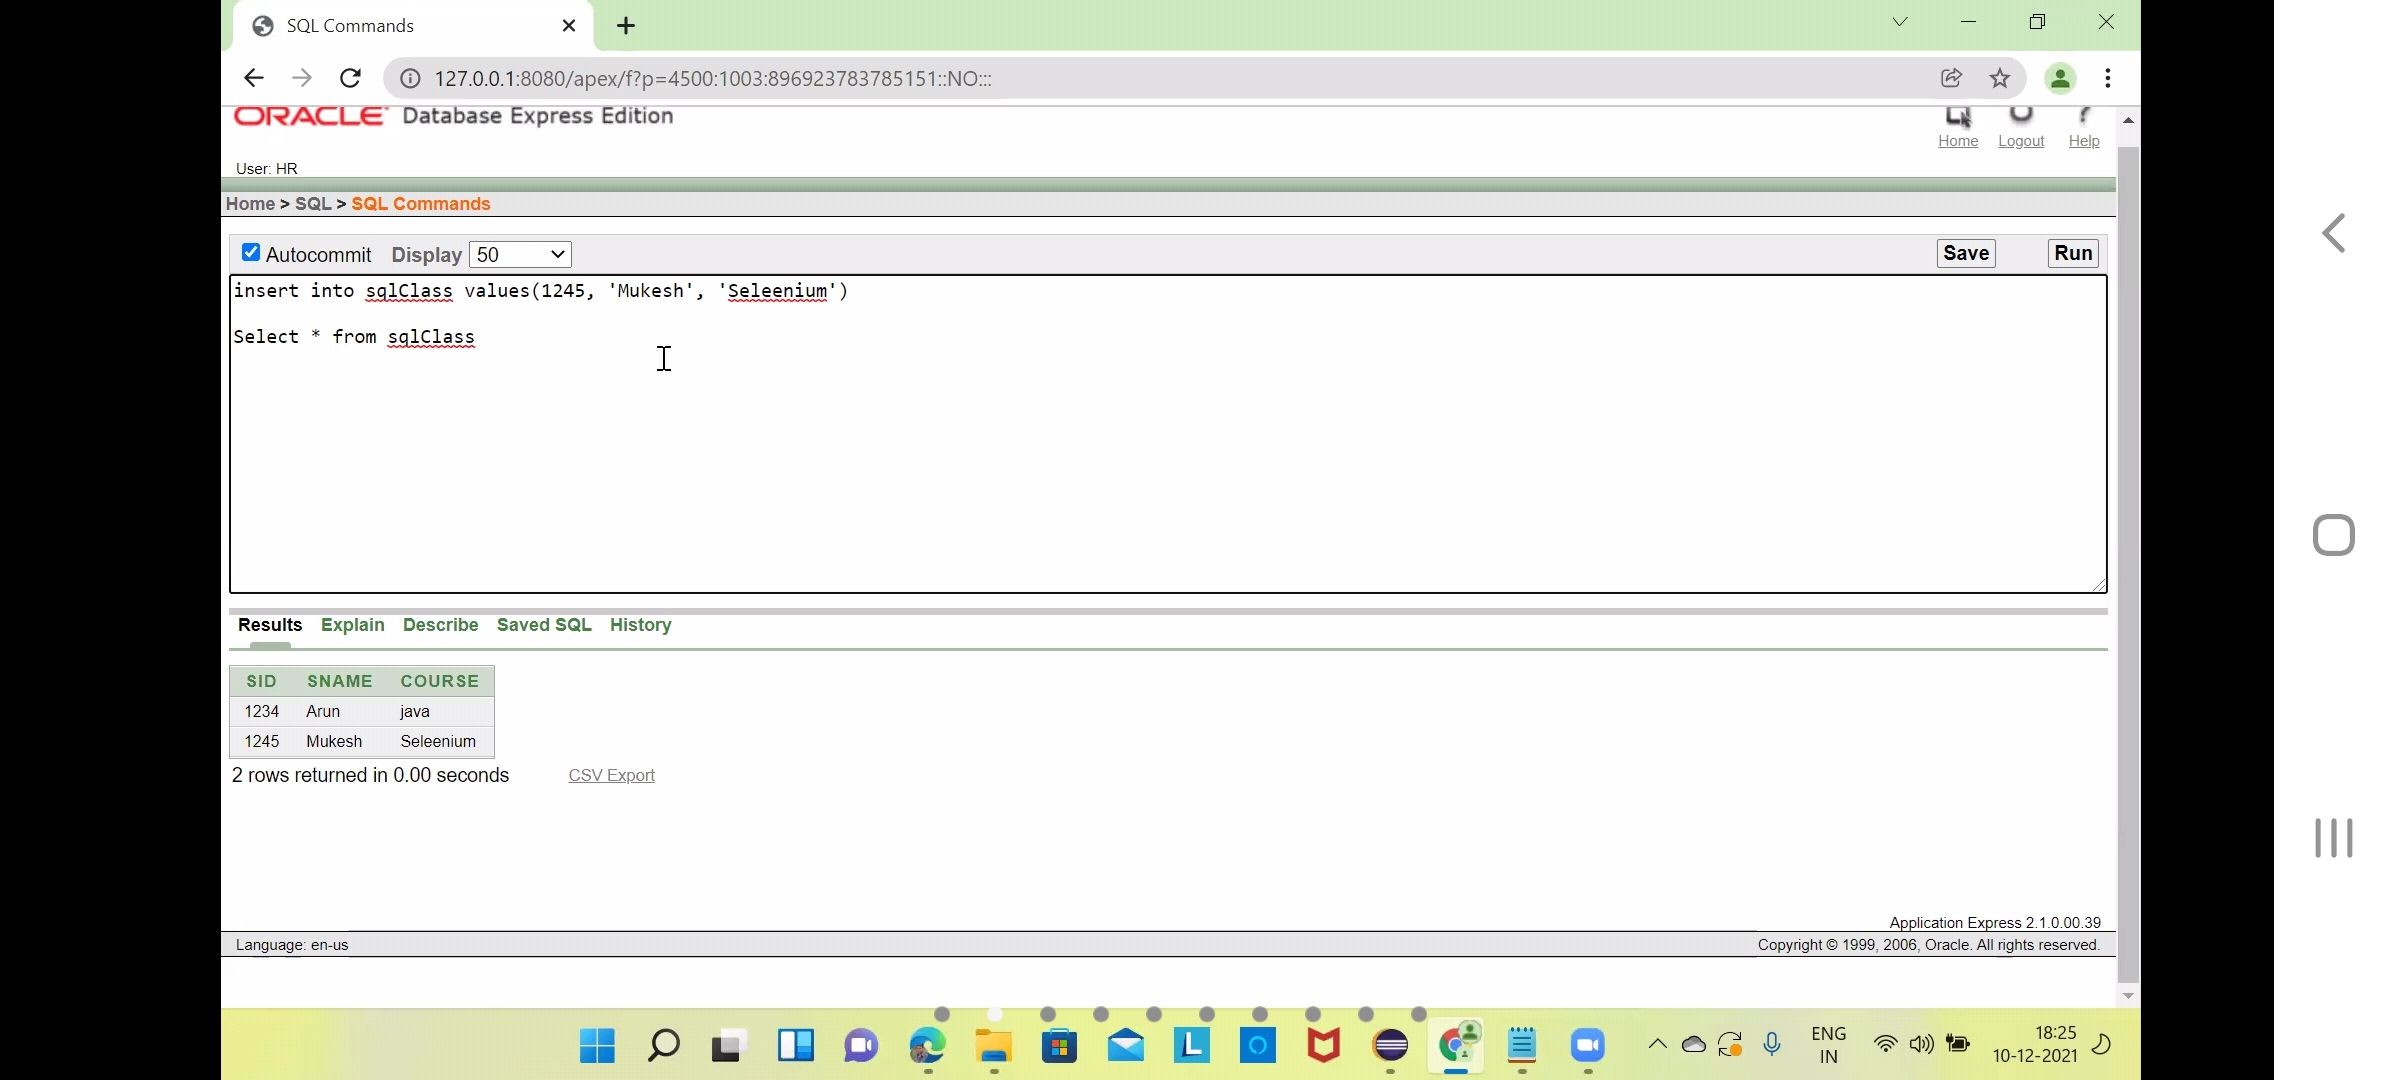 SQL Commands
127.0.0.1:8080/apex/f?p=4500:1003:896923783785151::NO:::
ORACLE Database Express Edition
Home Logout Help
User: HR
Home > SQL > SQL Commands
Autocommit Display 50 Save Run
insert into sqlClass values(1245, 'Mukesh', 'Seleenium')
Select * from sqlClass
Results Explain Describe Saved SQL History
SID SNAME COURSE
1234 Arun java
1245 Mukesh Seleenium
2 rows returned in 0.00 seconds CSV Export
Application Express 2.1.0.00.39
Language: en-us Copyright © 1999, 2006, Oracle. All rights reserved.
ENG 18:25
IN 10-12-2021